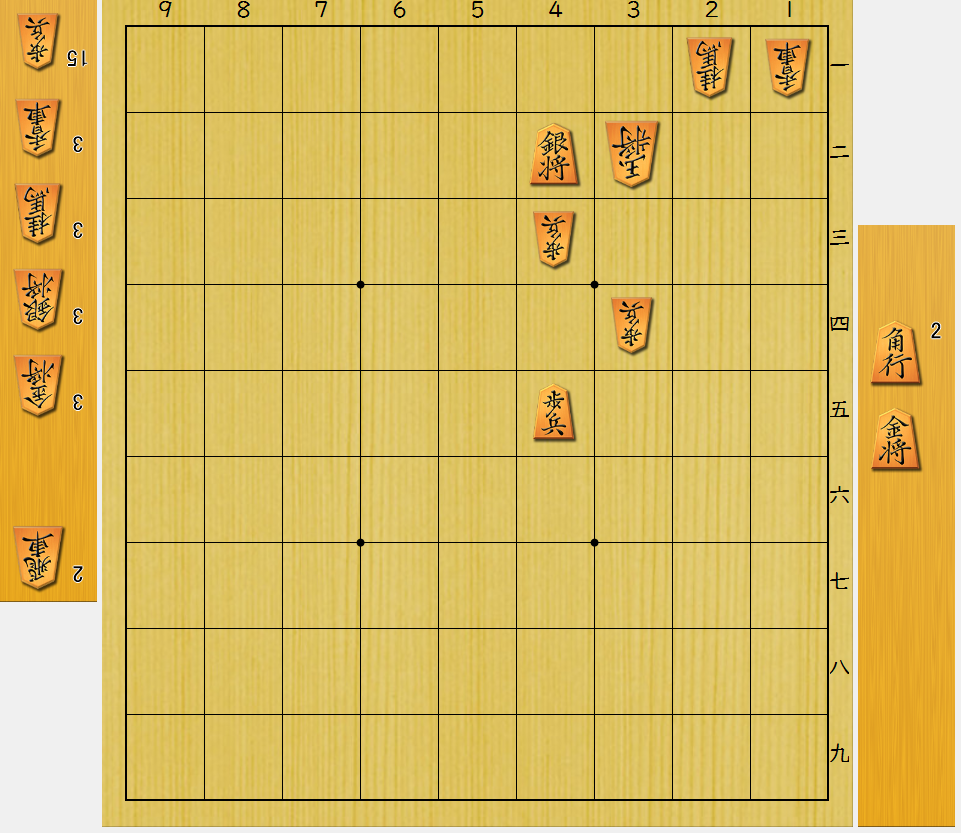 9 8 7 6 5 4 3 2 1
一
二
三
四
五
六
七
八
九
桂馬 香車
銀将 玉将
歩兵
歩兵
歩兵
歩兵 15
香車 3
桂馬 3
銀将 3
金将 3
飛車 2
角行 2
金将